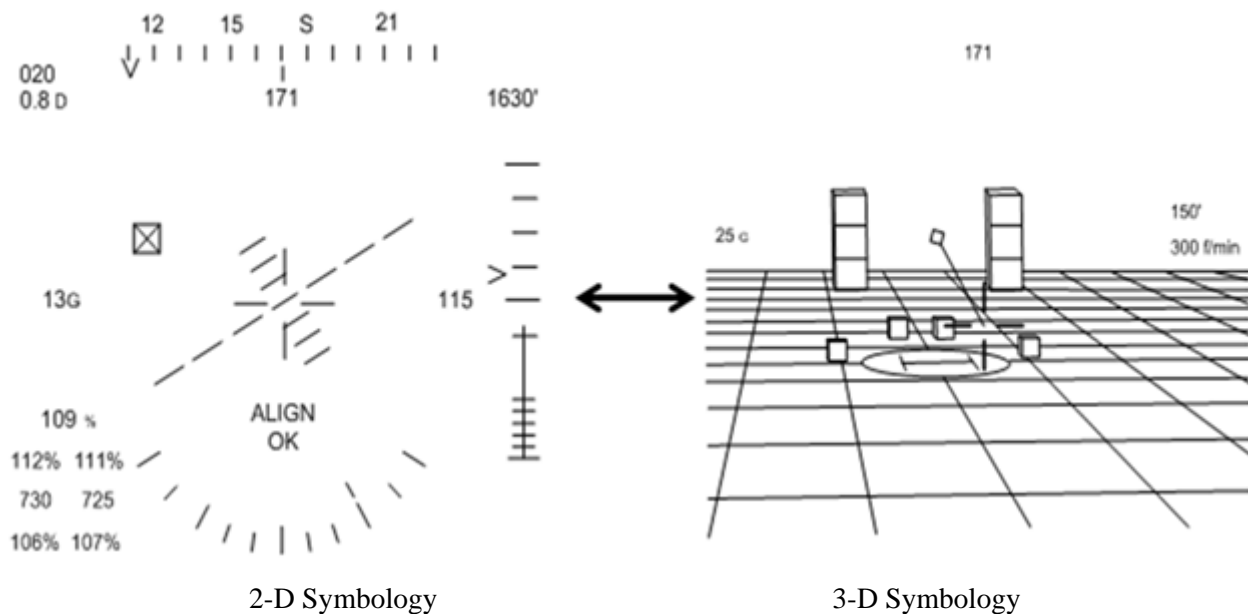 12 15 S 21
020
0.8 D
171
1630'
13G
115
ALIGN
OK
109 %
112% 111%
730 725
106% 107%
2-D Symbology
171
150'
25 G
300 f/min
3-D Symbology